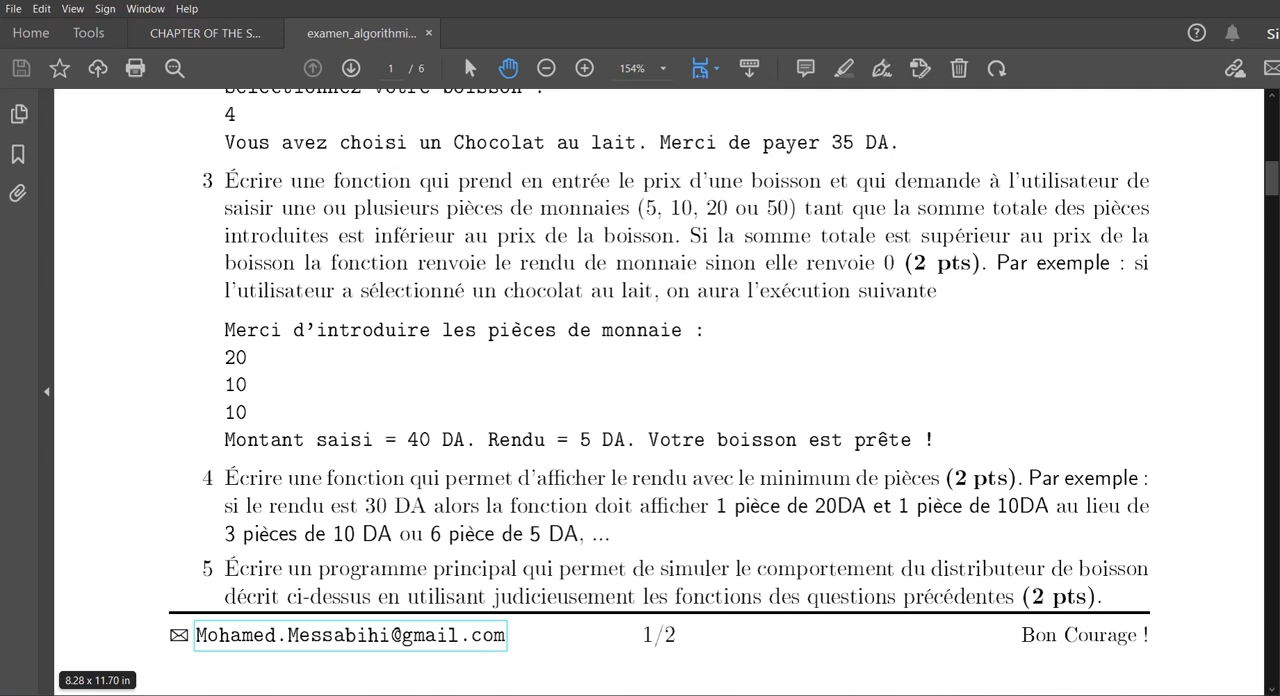 File Edit View Sign Window Help
Home Tools CHAPTER OF THE S... examen_algorithmi... × ? Si
1 / 6 154%
Sélectionnez votre boisson :
4
Vous avez choisi un Chocolat au lait. Merci de payer 35 DA.
3 Écrire une fonction qui prend en entrée le prix d'une boisson et qui demande à l'utilisateur de
saisir une ou plusieurs pièces de monnaies (5, 10, 20 ou 50) tant que la somme totale des pièces
introduites est inférieur au prix de la boisson. Si la somme totale est supérieur au prix de la
boisson la fonction renvoie le rendu de monnaie sinon elle renvoie 0 (2 pts). Par exemple : si
l'utilisateur a sélectionné un chocolat au lait, on aura l'exécution suivante
Merci d'introduire les pièces de monnaie :
20
10
10
Montant saisi = 40 DA. Rendu = 5 DA. Votre boisson est prête !
4 Écrire une fonction qui permet d'afficher le rendu avec le minimum de pièces (2 pts). Par exemple :
si le rendu est 30 DA alors la fonction doit afficher 1 pièce de 20DA et 1 pièce de 10DA au lieu de
3 pièces de 10 DA ou 6 pièce de 5 DA, ...
5 Écrire un programme principal qui permet de simuler le comportement du distributeur de boisson
décrit ci-dessus en utilisant judicieusement les fonctions des questions précédentes (2 pts).
Mohamed.Messabihi@gmail.com 1/2 Bon Courage !
8.28 x 11.70 in